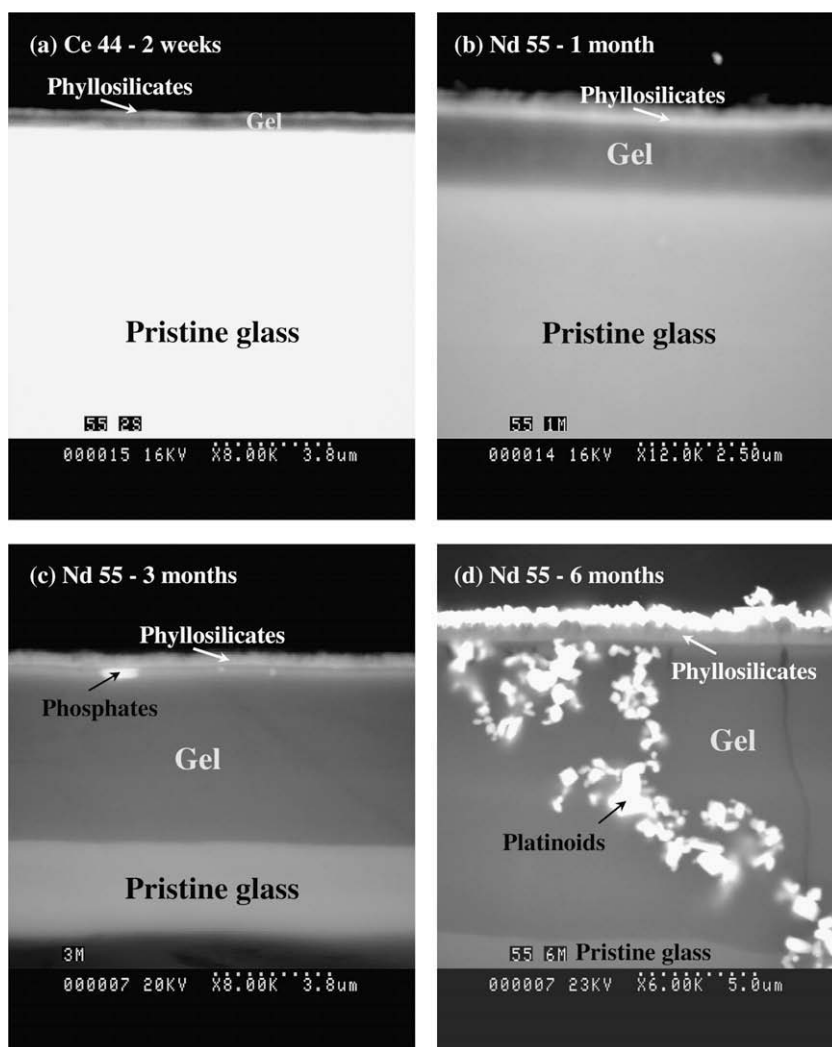 (a) Ce 44 - 2 weeks
Phyllosilicates
Gel
Pristine glass
55 2S
000015 16KV X8.00K 3.8um
(b) Nd 55 - 1 month
Phyllosilicates
Gel
Pristine glass
55 1M
000014 16KV X12.0K 2.50um
(c) Nd 55 - 3 months
Phyllosilicates
Phosphates
Gel
Pristine glass
3M
000007 20KV X8.00K 3.8um
(d) Nd 55 - 6 months
Phyllosilicates
Gel
Platinoids
55 6M Pristine glass
000007 23KV X6.00K 5.0um